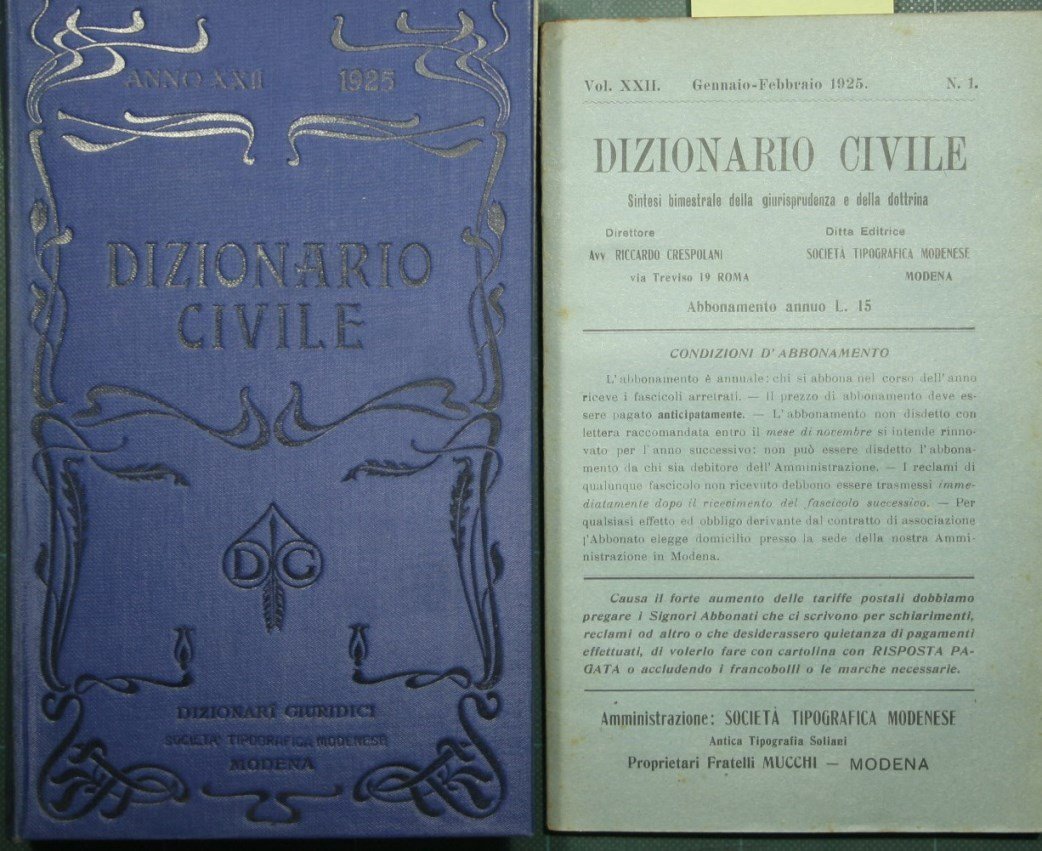 ANNO XXII 1925
DIZIONARIO
CIVILE
D G
DIZIONARÎ GIURIDICI
SOCIETA' TIPOGRAFICA MODENESE
MODENA
Vol. XXII. Gennaio-Febbraio 1925. N. 1.
DIZIONARIO CIVILE
Sintesi bimestrale della giurisprudenza e della dottrina
Direttore Ditta Editrice
Avv RICCARDO CRESPOLANI SOCIETÀ TIPOGRAFICA MODENESE
via Treviso 19 ROMA MODENA
Abbonamento annuo L. 15
CONDIZIONI D' ABBONAMENTO
L' abbonamento è annuale: chi si abbona nel corso dell' anno
riceve i fascicoli arretrati. — Il prezzo di abbonamento deve es-
sere pagato anticipatamente. — L' abbonamento non disdetto con
lettera raccomandata entro il mese di novembre si intende rinno-
vato per l' anno successivo: non può essere disdetto l' abbona-
mento da chi sia debitore dell' Amministrazione. — I reclami di
qualunque fascicolo non ricevuto debbono essere trasmessi imme-
diatamente dopo il ricevimento del fascicolo successivo. — Per
qualsiasi effetto ed obbligo derivante dal contratto di associazione
l'Abbonato elegge domicilio presso la sede della nostra Ammi-
nistrazione in Modena.
Causa il forte aumento delle tariffe postali dobbiamo
pregare i Signori Abbonati che ci scrivono per schiarimenti,
reclami od altro o che desiderassero quietanza di pagamenti
effettuati, di volerlo fare con cartolina con RISPOSTA PA-
GATA o accludendo i francobolli o le marche necessarie.
Amministrazione: SOCIETÀ TIPOGRAFICA MODENESE
Antica Tipografia Soliani
Proprietari Fratelli MUCCHI — MODENA